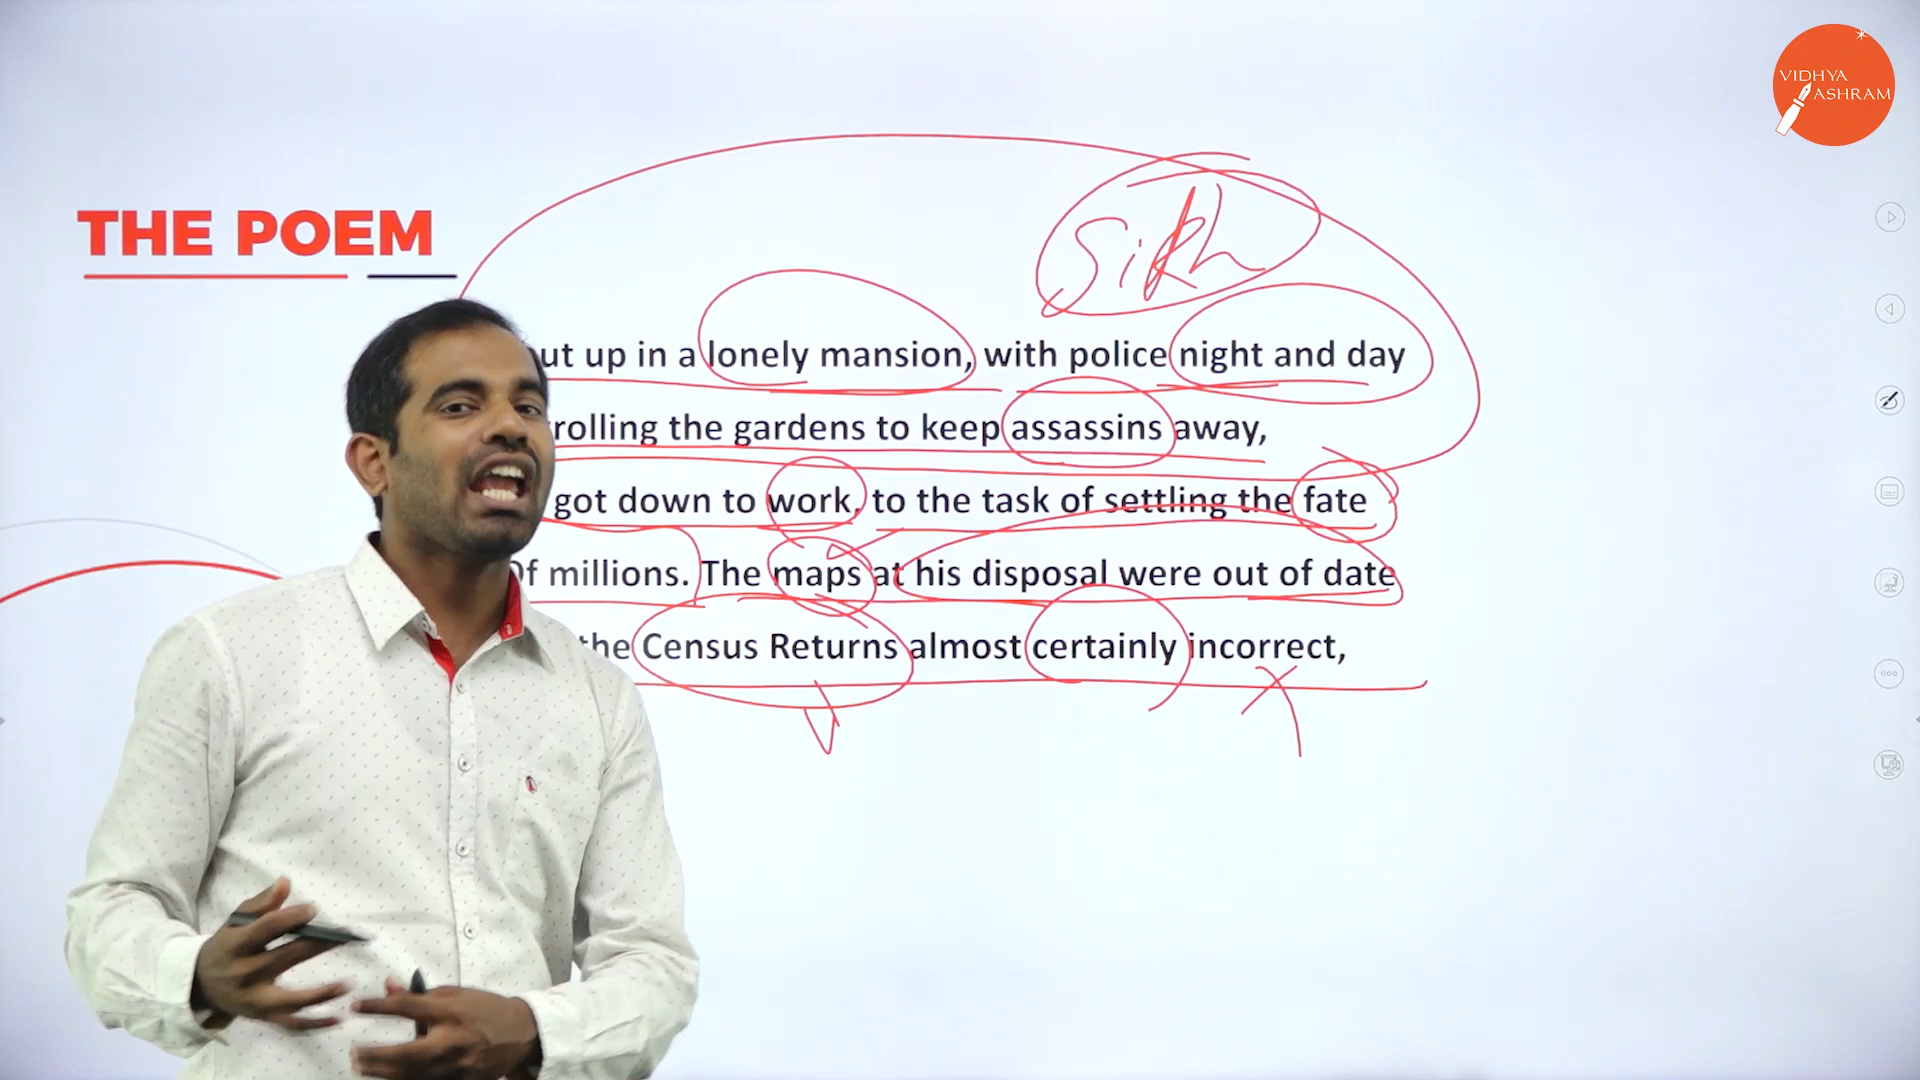 VIDHYA
ASHRAM
THE POEM
Sikh
ut up in a lonely mansion, with police night and day
rolling the gardens to keep assassins away,
got down to work, to the task of settling the fate
Of millions. The maps at his disposal were out of date
the Census Returns almost certainly incorrect,